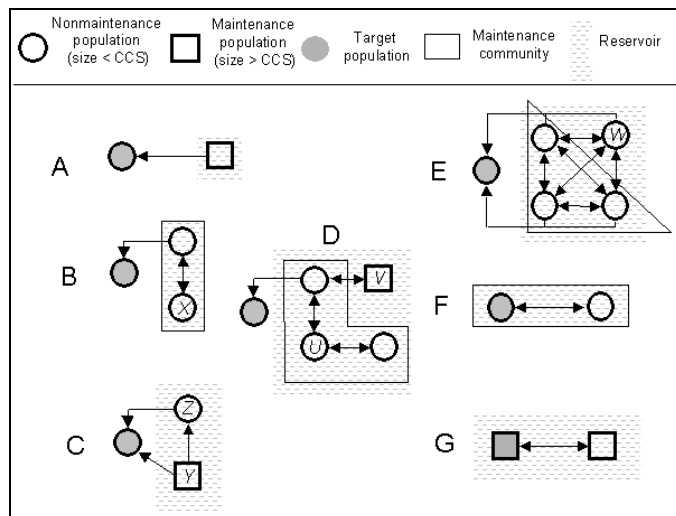 Nonmaintenance population (size < CCS)
Maintenance population (size > CCS)
Target population
Maintenance community
Reservoir
A
B
X
C
Z
Y
D
V
U
E
W
F
G